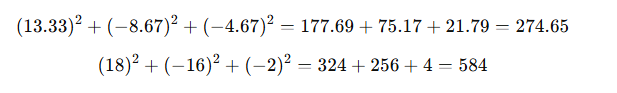 (13.33)² + (−8.67)² + (−4.67)² = 177.69 + 75.17 + 21.79 = 274.65
(18)² + (−16)² + (−2)² = 324 + 256 + 4 = 584